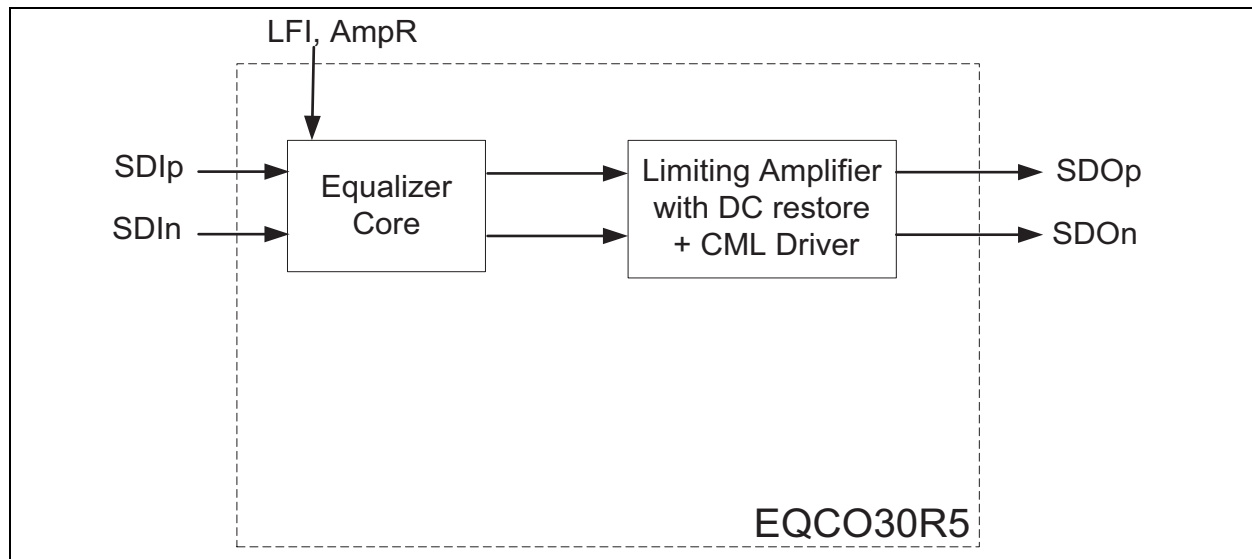 LFI, AmpR
SDIp
SDIn
Equalizer
Core
Limiting Amplifier
with DC restore
+ CML Driver
SDOp
SDOn
EQCO30R5